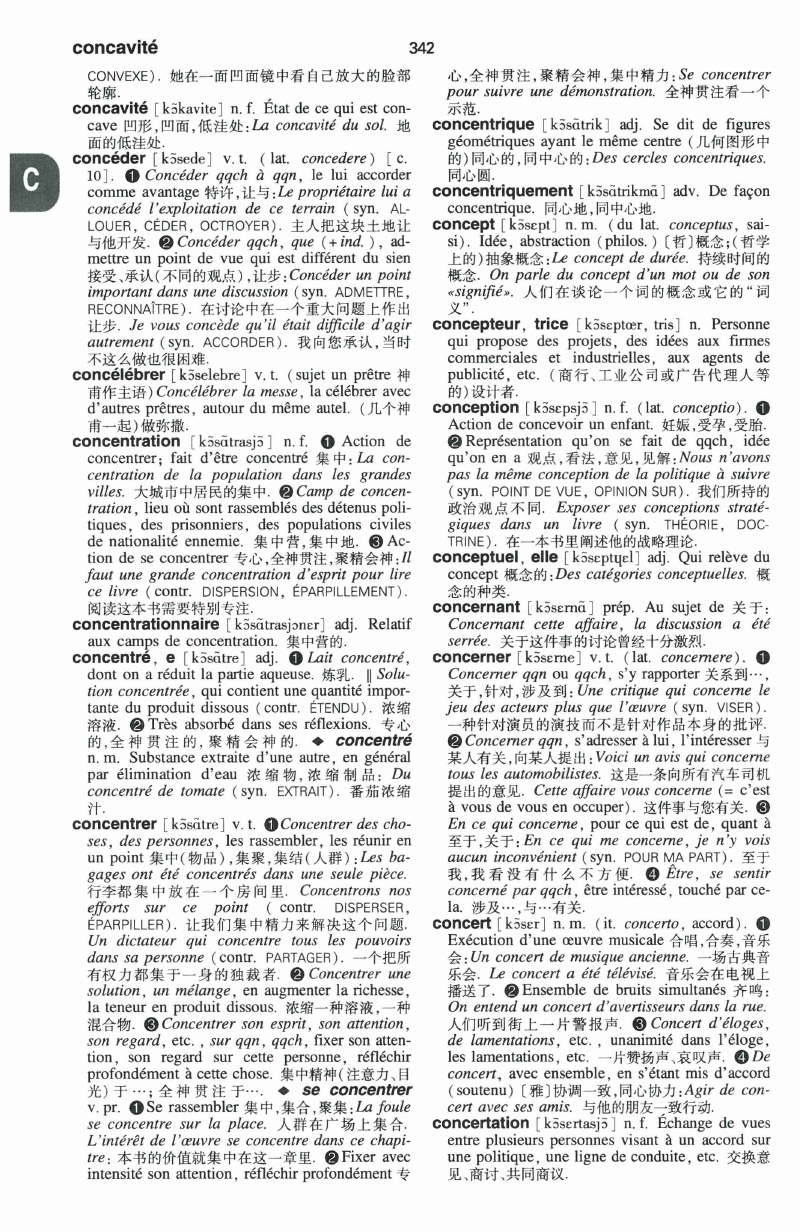 concavité
342
CONVEXE). 她在一面凹面镜中看自己放大的脸部
轮廓.
concavité [kɔ̃kavite] n. f. État de ce qui est con-
cave 凹形,凹面,低洼处:La concavité du sol. 地
面的低洼处.
concéder [kɔ̃sede] v. t. (lat. concedere) [c.
10]. ❶ Concéder qqch à qqn, le lui accorder
comme avantage 特许,让与:Le propriétaire lui a
concédé l'exploitation de ce terrain (syn. AL-
LOUER, CÉDER, OCTROYER). 主人把这块土地让
与他开发. ❷ Concéder qqch, que (+ind.), ad-
mettre un point de vue qui est différent du sien
接受、承认(不同的观点),让步:Concéder un point
important dans une discussion (syn. ADMETTRE,
RECONNAÎTRE). 在讨论中在一个重大问题上作出
让步. Je vous concède qu'il était difficile d'agir
autrement (syn. ACCORDER). 我向您承认,当时
不这么做也很困难.
concélébrer [kɔ̃selebre] v. t. (sujet un prêtre 神
甫作主语) Concélébrer la messe, la célébrer avec
d'autres prêtres, autour du même autel. (几个神
甫一起)做弥撒.
concentration [kɔ̃sɑ̃trasjɔ̃] n. f. ❶ Action de
concentrer; fait d'être concentré 集中: La con-
centration de la population dans les grandes
villes. 大城市中居民的集中. ❷ Camp de concen-
tration, lieu où sont rassemblés des détenus poli-
tiques, des prisonniers, des populations civiles
de nationalité ennemie. 集中营,集中地. ❸ Ac-
tion de se concentrer 专心,全神贯注,聚精会神:Il
faut une grande concentration d'esprit pour lire
ce livre (contr. DISPERSION, ÉPARPILLEMENT).
阅读这本书需要特别专注.
concentrationnaire [kɔ̃sɑ̃trasjɔnɛr] adj. Relatif
aux camps de concentration. 集中营的.
concentré, e [kɔ̃sɑ̃tre] adj. ❶ Lait concentré,
dont on a réduit la partie aqueuse. 炼乳. ‖ Solu-
tion concentrée, qui contient une quantité impor-
tante du produit dissous (contr. ÉTENDU). 浓缩
溶液. ❷ Très absorbé dans ses réflexions. 专心
的,全神贯注的,聚精会神的. ◆ concentré
n. m. Substance extraite d'une autre, en général
par élimination d'eau 浓缩物,浓缩制品: Du
concentré de tomate (syn. EXTRAIT). 番茄浓缩
汁.
concentrer [kɔ̃sɑ̃tre] v. t. ❶ Concentrer des cho-
ses, des personnes, les rassembler, les réunir en
un point 集中(物品),集聚,集结(人群):Les ba-
gages ont été concentrés dans une seule pièce.
行李都集中放在一个房间里. Concentrons nos
efforts sur ce point (contr. DISPERSER,
ÉPARPILLER). 让我们集中精力来解决这个问题.
Un dictateur qui concentre tous les pouvoirs
dans sa personne (contr. PARTAGER). 一个把所
有权力都集于一身的独裁者. ❷ Concentrer une
solution, un mélange, en augmenter la richesse,
la teneur en produit dissous. 浓缩一种溶液,一种
混合物. ❸ Concentrer son esprit, son attention,
son regard, etc., sur qqn, qqch, fixer son atten-
tion, son regard sur cette personne, réfléchir
profondément à cette chose. 集中精神(注意力、目
光)于…;全神贯注于…. ◆ se concentrer
v. pr. ❶ Se rassembler 集中,集合,聚集:La foule
se concentre sur la place. 人群在广场上集合.
L'intérêt de l'œuvre se concentre dans ce chapi-
tre: 本书的价值就集中在这一章里. ❷ Fixer avec
intensité son attention, réfléchir profondément 专
C
心,全神贯注,聚精会神,集中精力:Se concentrer
pour suivre une démonstration. 全神贯注看一个
示范.
concentrique [kɔ̃sɑ̃trik] adj. Se dit de figures
géométriques ayant le même centre (几何图形中
的)同心的,同中心的:Des cercles concentriques.
同心圆.
concentriquement [kɔ̃sɑ̃trikmɑ̃] adv. De façon
concentrique. 同心地,同中心地.
concept [kɔ̃sɛpt] n. m. (du lat. conceptus, sai-
si). Idée, abstraction (philos.) 〔哲〕概念;(哲学
上的)抽象概念:Le concept de durée. 持续时间的
概念. On parle du concept d'un mot ou de son
«signifié». 人们在谈论一个词的概念或它的“词
义”.
concepteur, trice [kɔ̃sɛptœr, tris] n. Personne
qui propose des projets, des idées aux firmes
commerciales et industrielles, aux agents de
publicité, etc. (商行、工业公司或广告代理人等
的)设计者.
conception [kɔ̃sɛpsjɔ̃] n. f. (lat. conceptio). ❶
Action de concevoir un enfant. 妊娠,受孕,受胎.
❷ Représentation qu'on se fait de qqch, idée
qu'on en a 观点,看法,意见,见解:Nous n'avons
pas la même conception de la politique à suivre
(syn. POINT DE VUE, OPINION SUR). 我们所持的
政治观点不同. Exposer ses conceptions straté-
giques dans un livre (syn. THÉORIE, DOC-
TRINE). 在一本书里阐述他的战略理论.
conceptuel, elle [kɔ̃sɛptɥɛl] adj. Qui relève du
concept 概念的:Des catégories conceptuelles. 概
念的种类.
concernant [kɔ̃sɛrnɑ̃] prép. Au sujet de 关于:
Concernant cette affaire, la discussion a été
serrée. 关于这件事的讨论曾经十分激烈.
concerner [kɔ̃sɛrne] v. t. (lat. concernere). ❶
Concerner qqn ou qqch, s'y rapporter 关系到…,
关于,针对,涉及到:Une critique qui concerne le
jeu des acteurs plus que l'œuvre (syn. VISER).
一种针对演员的演技而不是针对作品本身的批评.
❷ Concerner qqn, s'adresser à lui, l'intéresser 与
某人有关,向某人提出:Voici un avis qui concerne
tous les automobilistes. 这是一条向所有汽车司机
提出的意见. Cette affaire vous concerne (= c'est
à vous de vous en occuper). 这件事与您有关. ❸
En ce qui concerne, pour ce qui est de, quant à
至于,关于:En ce qui me concerne, je n'y vois
aucun inconvénient (syn. POUR MA PART). 至于
我,我看没有什么不方便. ❹ Être, se sentir
concerné par qqch, être intéressé, touché par ce-
la. 涉及…,与…有关.
concert [kɔ̃sɛr] n. m. (it. concerto, accord). ❶
Exécution d'une œuvre musicale 合唱,合奏,音乐
会:Un concert de musique ancienne. 一场古典音
乐会. Le concert a été télévisé. 音乐会在电视上
播送了. ❷ Ensemble de bruits simultanés 齐鸣:
On entend un concert d'avertisseurs dans la rue.
人们听到街上一片警报声. ❸ Concert d'éloges,
de lamentations, etc., unanimité dans l'éloge,
les lamentations, etc. 一片赞扬声、哀叹声. ❹ De
concert, avec ensemble, en s'étant mis d'accord
(soutenu) 〔雅〕协调一致,同心协力:Agir de con-
cert avec ses amis. 与他的朋友一致行动.
concertation [kɔ̃sɛrtasjɔ̃] n. f. Échange de vues
entre plusieurs personnes visant à un accord sur
une politique, une ligne de conduite, etc. 交换意
见、商讨、共同商议.